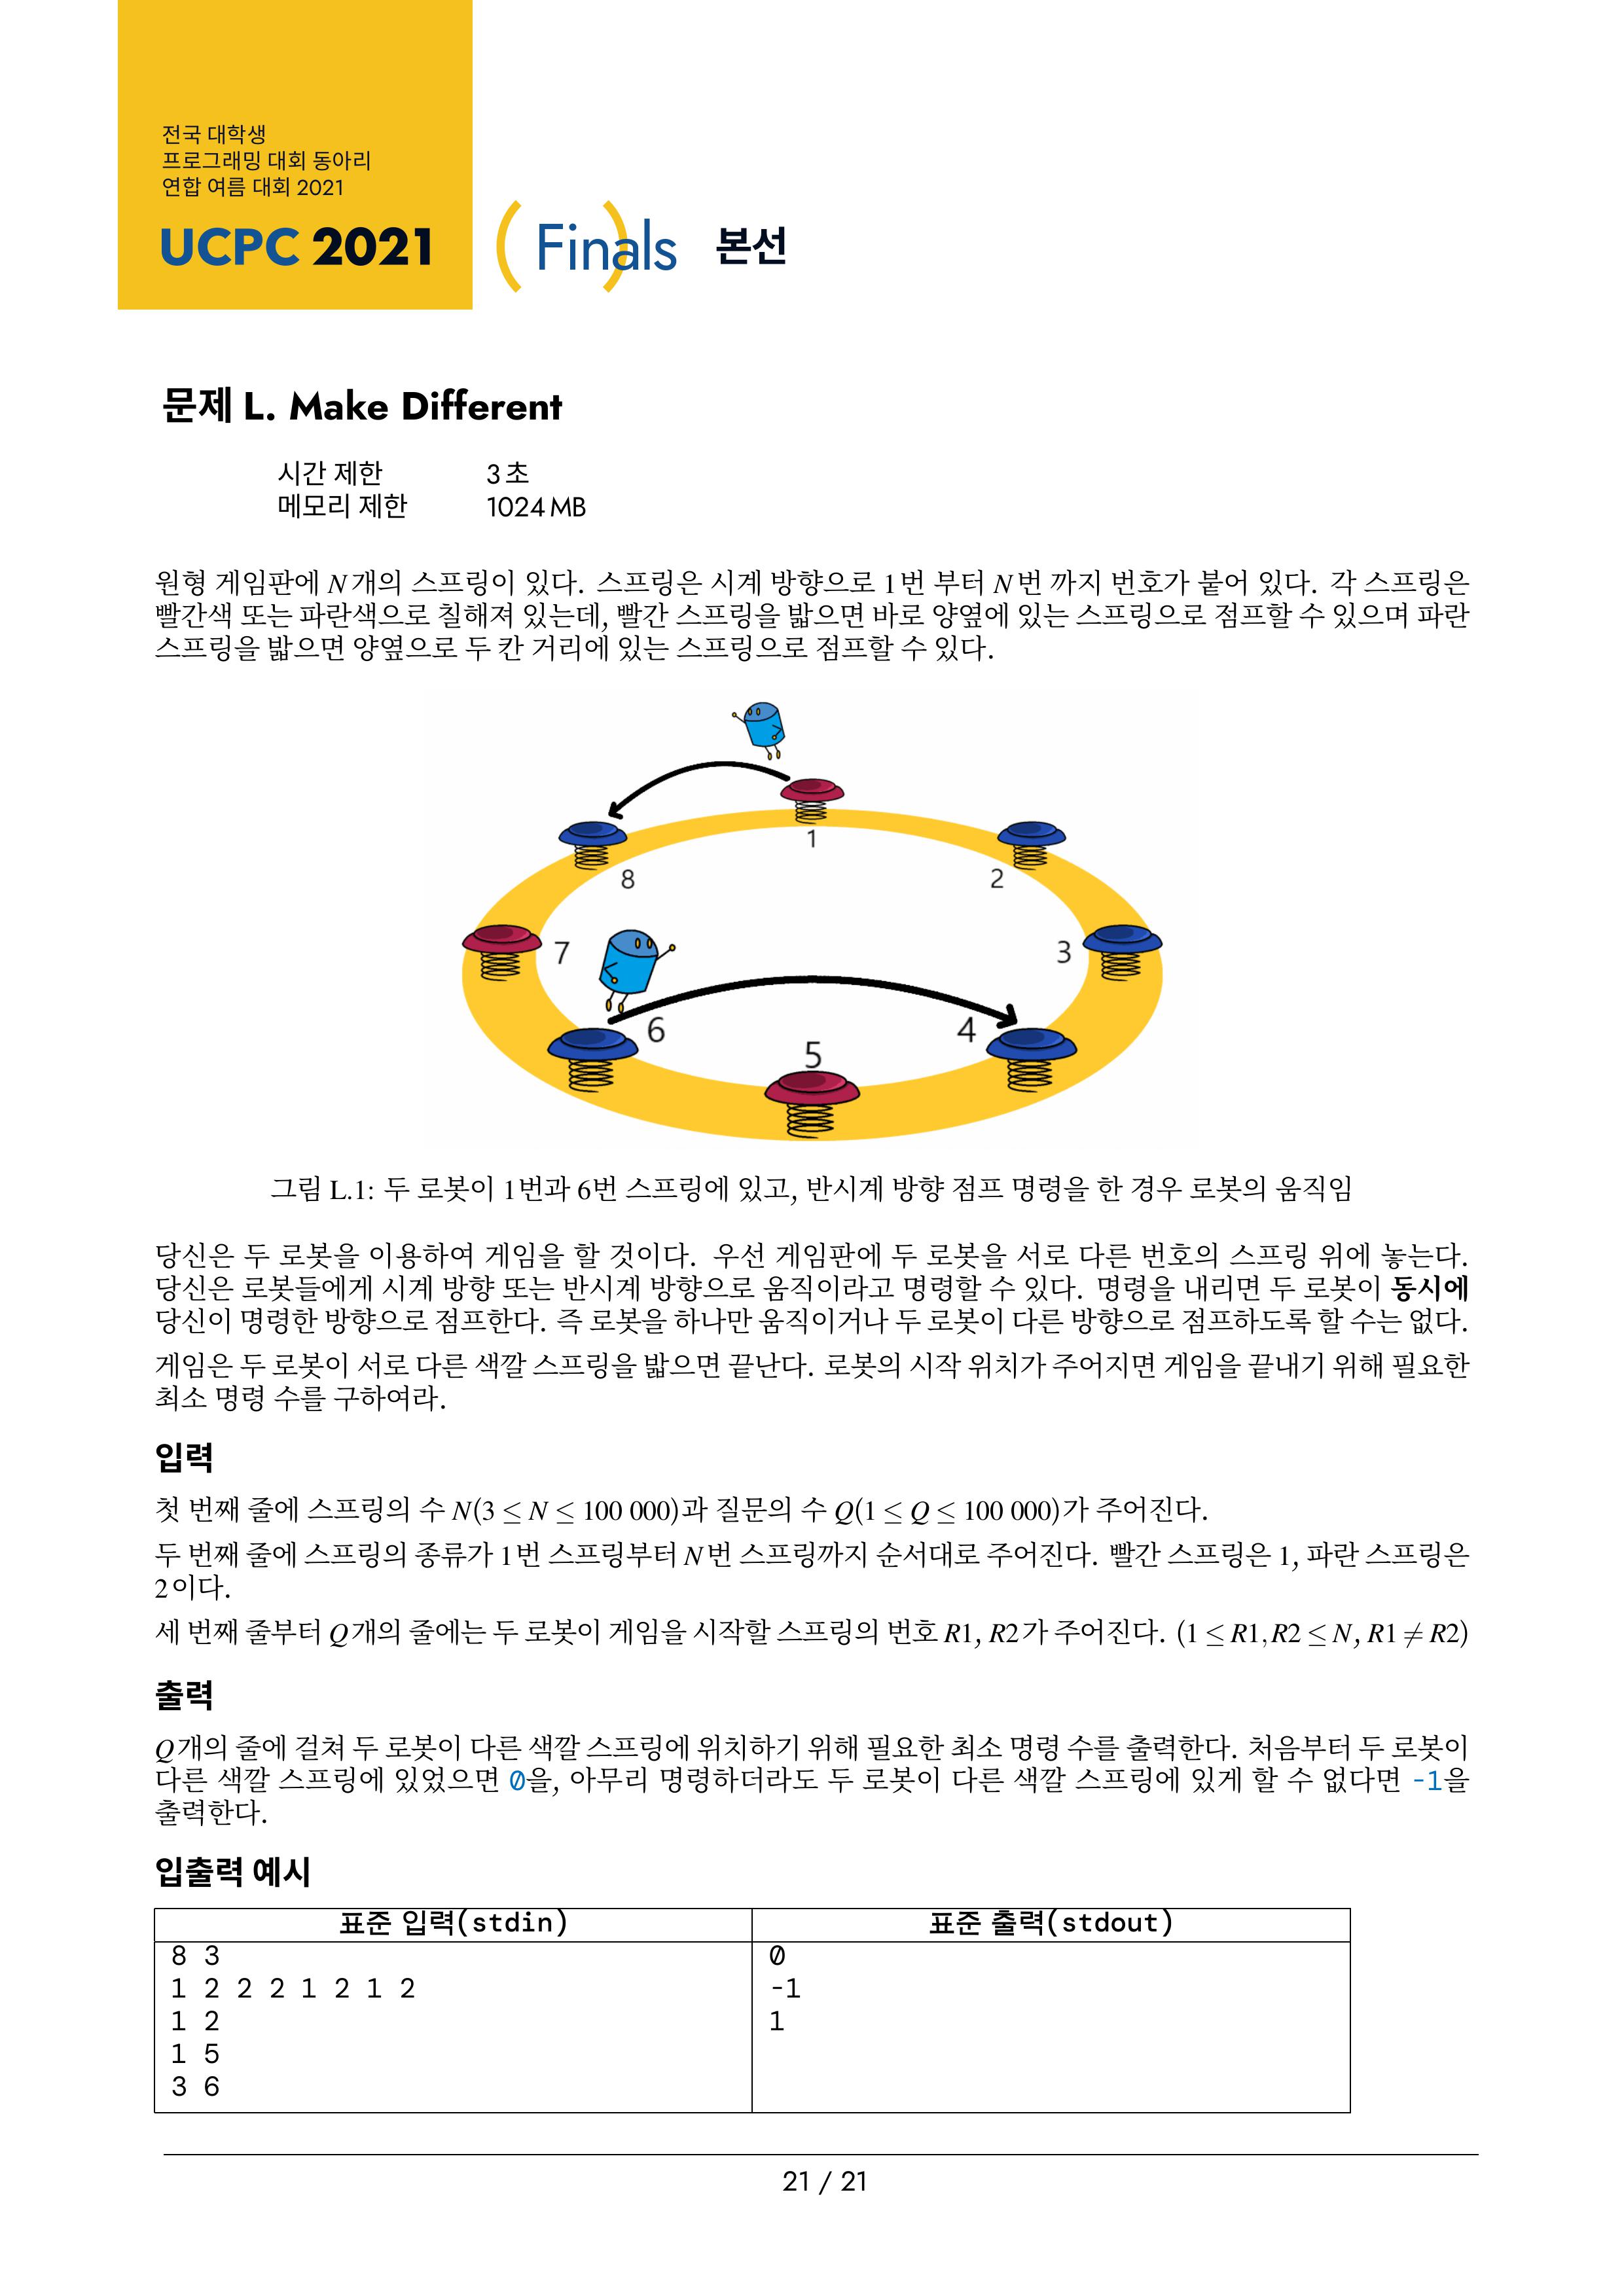 전국 대학생
프로그래밍 대회 동아리
연합 여름 대회 2021
UCPC 2021 (Finals) 본선
문제 L. Make Different
시간 제한 3 초
메모리 제한 1024 MB
원형 게임판에 N개의 스프링이 있다. 스프링은 시계 방향으로 1번 부터 N번 까지 번호가 붙어 있다. 각 스프링은
빨간색 또는 파란색으로 칠해져 있는데, 빨간 스프링을 밟으면 바로 양옆에 있는 스프링으로 점프할 수 있으며 파란
스프링을 밟으면 양옆으로 두 칸 거리에 있는 스프링으로 점프할 수 있다.
1
8
2
7
3
6
4
5
그림 L.1: 두 로봇이 1번과 6번 스프링에 있고, 반시계 방향 점프 명령을 한 경우 로봇의 움직임
당신은 두 로봇을 이용하여 게임을 할 것이다. 우선 게임판에 두 로봇을 서로 다른 번호의 스프링 위에 놓는다.
당신은 로봇들에게 시계 방향 또는 반시계 방향으로 움직이라고 명령할 수 있다. 명령을 내리면 두 로봇이 동시에
당신이 명령한 방향으로 점프한다. 즉 로봇을 하나만 움직이거나 두 로봇이 다른 방향으로 점프하도록 할 수는 없다.
게임은 두 로봇이 서로 다른 색깔 스프링을 밟으면 끝난다. 로봇의 시작 위치가 주어지면 게임을 끝내기 위해 필요한
최소 명령 수를 구하여라.
입력
첫 번째 줄에 스프링의 수 N(3 ≤ N ≤ 100 000)과 질문의 수 Q(1 ≤ Q ≤ 100 000)가 주어진다.
두 번째 줄에 스프링의 종류가 1번 스프링부터 N번 스프링까지 순서대로 주어진다. 빨간 스프링은 1, 파란 스프링은
2이다.
세 번째 줄부터 Q개의 줄에는 두 로봇이 게임을 시작할 스프링의 번호 R1, R2가 주어진다. (1 ≤ R1,R2 ≤ N, R1 ≠ R2)
출력
Q개의 줄에 걸쳐 두 로봇이 다른 색깔 스프링에 위치하기 위해 필요한 최소 명령 수를 출력한다. 처음부터 두 로봇이
다른 색깔 스프링에 있었으면 0을, 아무리 명령하더라도 두 로봇이 다른 색깔 스프링에 있게 할 수 없다면 -1을
출력한다.
입출력 예시
표준 입력(stdin) 표준 출력(stdout)
8 3 0
1 2 2 2 1 2 1 2 -1
1 2 1
1 5
3 6
21 / 21